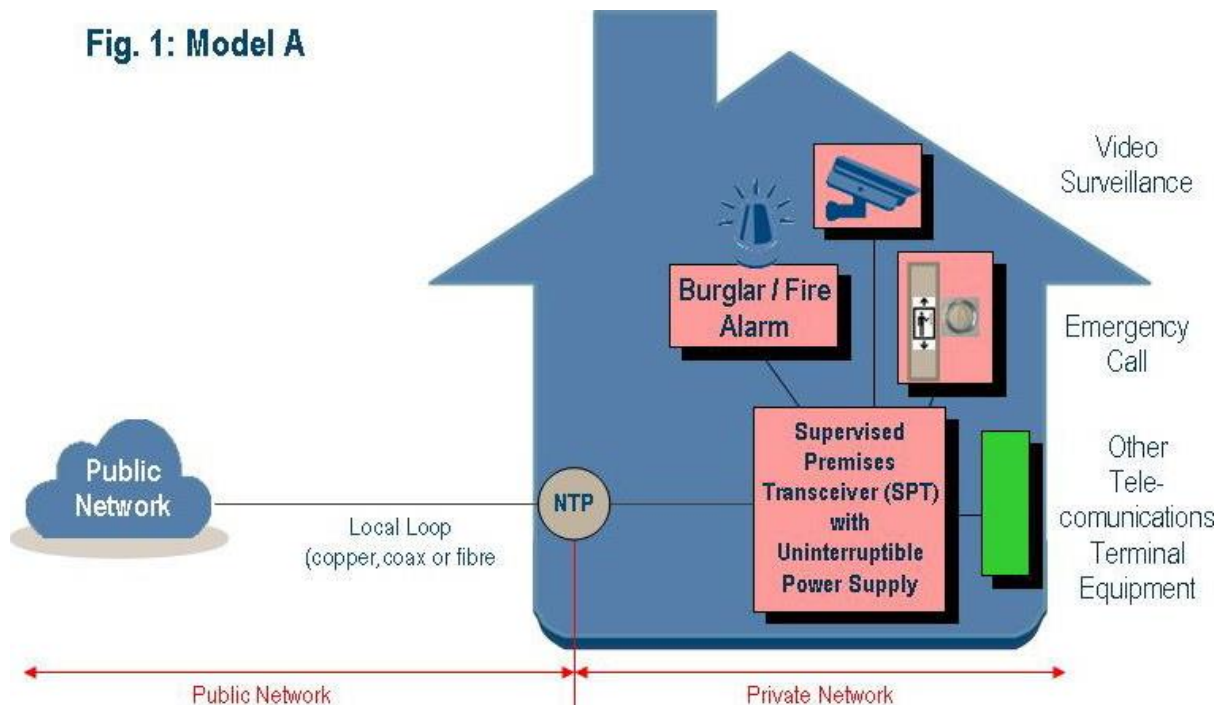 Fig. 1: Model A
Video
Surveillance
Burglar / Fire
Alarm
Emergency
Call
Supervised
Premises
Transceiver (SPT)
with
Uninterruptible
Power Supply
Other
Tele-
comunications
Terminal
Equipment
Public
Network
NTP
Local Loop
(copper, coax or fibre
Public Network
Private Network